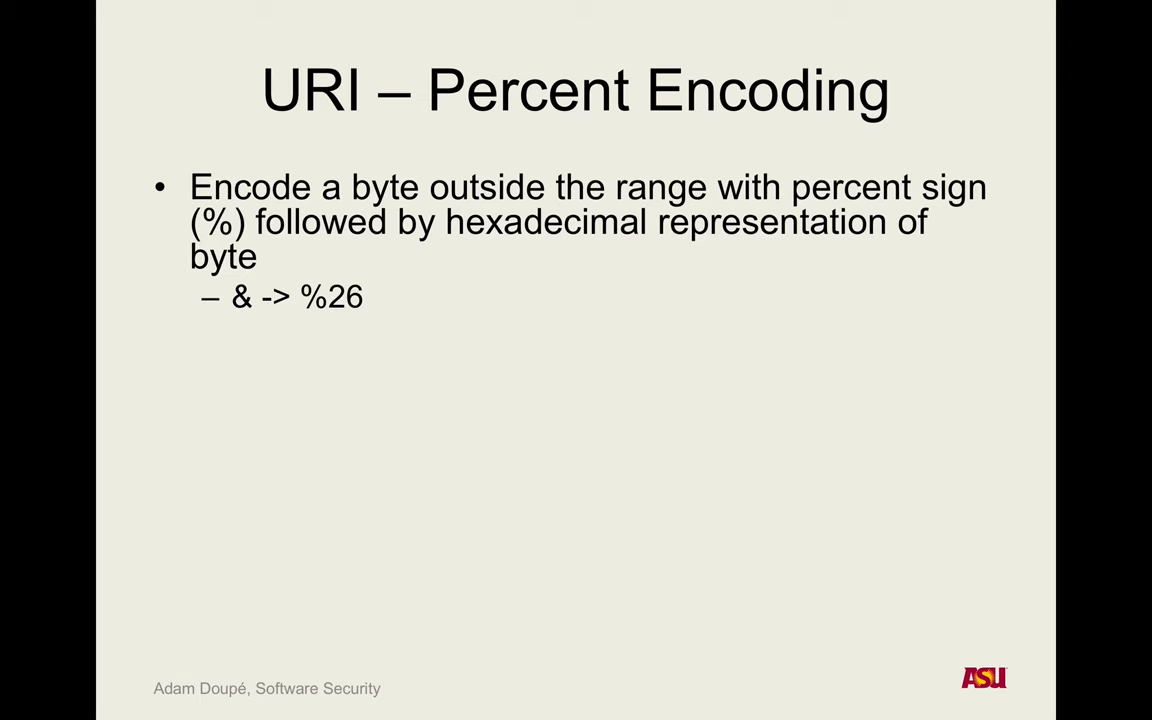 URI – Percent Encoding
• Encode a byte outside the range with percent sign
(%) followed by hexadecimal representation of
byte
– & -> %26
Adam Doupé, Software Security
ASU